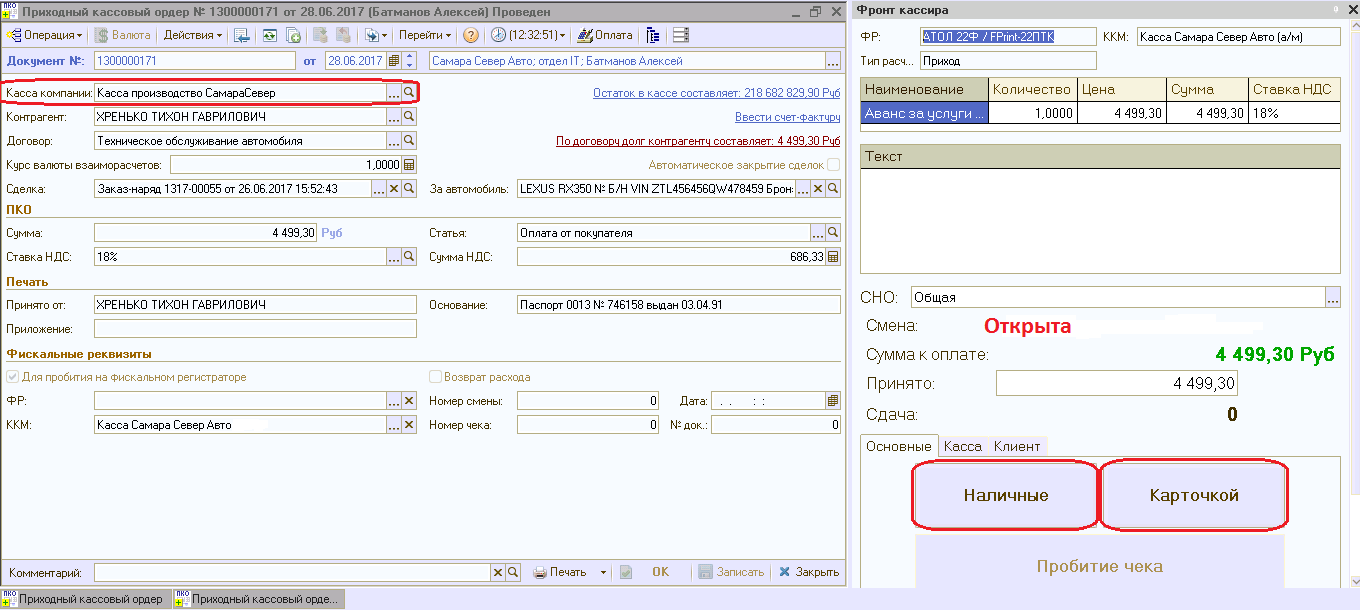 Приходный кассовый ордер № 1300000171 от 28.06.2017 (Батманов Алексей) Проведен
Операция Валюта Действия Перейти (12:32:51) Оплата
Документ №: 1300000171 от 28.06.2017 Самара Север Авто; отдел IT; Батманов Алексей ...
Касса компании: Касса производство СамараСевер ... Остаток в кассе составляет: 218 682 829,90 Руб
Контрагент: ХРЕНЬКО ТИХОН ГАВРИЛОВИЧ ... Ввести счет-фактуру
Договор: Техническое обслуживание автомобиля ... По договору долг контрагенту составляет: 4 499,30 Руб
Курс валюты взаиморасчетов: 1,0000 Автоматическое закрытие сделок
Сделка: Заказ-наряд 1317-00055 от 26.06.2017 15:52:43 ... За автомобиль: LEXUS RX350 № Б/Н VIN ZTL456456QW478459 Брон: ...
ПКО
Сумма: 4 499,30 Руб Статья: Оплата от покупателя ...
Ставка НДС: 18% ... Сумма НДС: 686,33
Печать
Принято от: ХРЕНЬКО ТИХОН ГАВРИЛОВИЧ Основание: Паспорт 0013 № 746158 выдан 03.04.91
Приложение:
Фискальные реквизиты
Для пробития на фискальном регистраторе Возврат расхода
ФР: ... Номер смены: 0 Дата: . . : :
ККМ: Касса Самара Север Авто ... Номер чека: 0 № док.: 0
Комментарий: Печать OK Записать Закрыть
Приходный кассовый ордер Приходный кассовый орде...
Фронт кассира
ФР: АТОЛ 22Ф / FPrint-22ПТК ККМ: Касса Самара Север Авто (а/м)
Тип расч... Приход
Наименование Количество Цена Сумма Ставка НДС
Аванс за услуги ... 1,0000 4 499,30 4 499,30 18%
Текст
СНО: Общая ...
Смена: Открыта
Сумма к оплате: 4 499,30 Руб
Принято: 4 499,30
Сдача: 0
Основные Касса Клиент
Наличные Карточкой
Пробитие чека